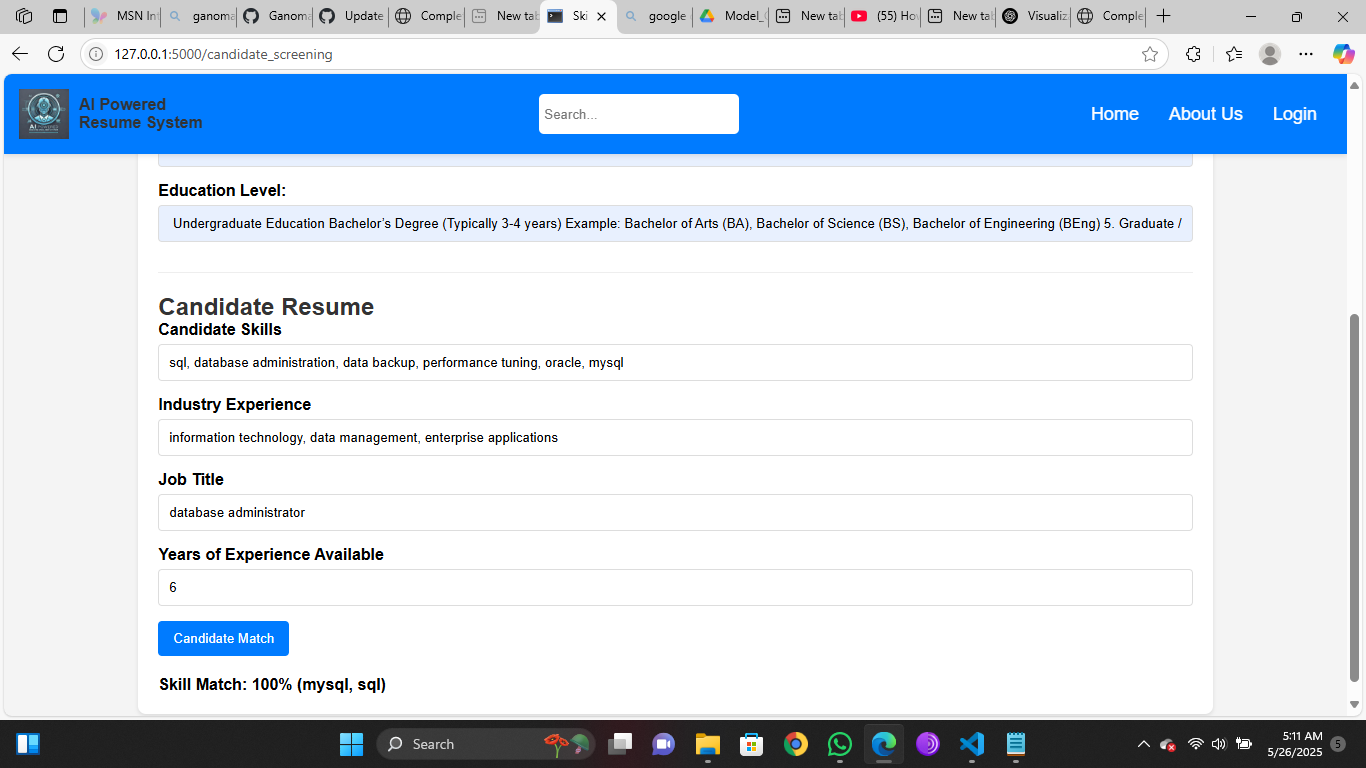 MSN Int
ganoma
Ganoma
Update
Comple
New tab
Ski
google
Model_
New tab
(55) Hov
New tab
Visualiz
Comple
127.0.0.1:5000/candidate_screening
AI Powered
Resume System
Search...
Home
About Us
Login
Education Level:
Undergraduate Education Bachelor’s Degree (Typically 3-4 years) Example: Bachelor of Arts (BA), Bachelor of Science (BS), Bachelor of Engineering (BEng) 5. Graduate /
Candidate Resume
Candidate Skills
sql, database administration, data backup, performance tuning, oracle, mysql
Industry Experience
information technology, data management, enterprise applications
Job Title
database administrator
Years of Experience Available
6
Candidate Match
Skill Match: 100% (mysql, sql)
Search
5:11 AM
5/26/2025
5